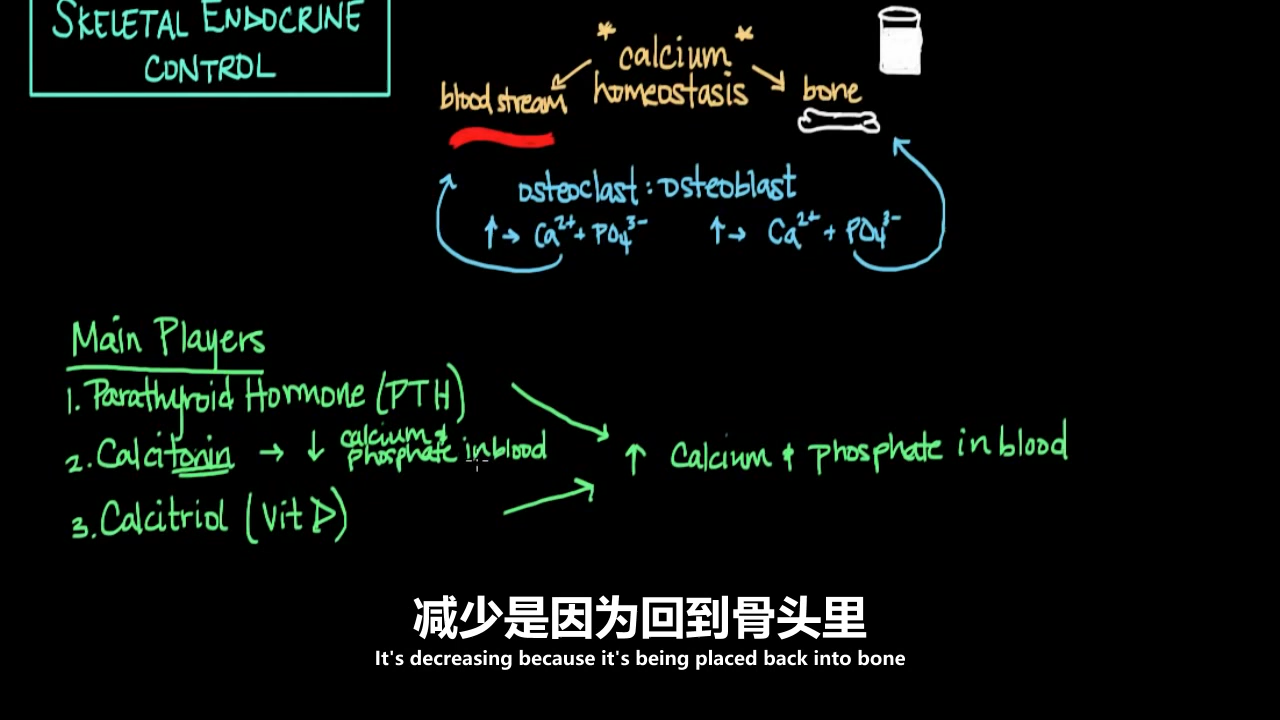 SKELETAL ENDOCRINE
CONTROL
* calcium *
homeostasis
blood stream
bone
osteoclast : osteoblast
↑ → Ca²⁺ + PO₄³⁻
↑ → Ca²⁺ + PO₄³⁻
Main Players
1. Parathyroid Hormone (PTH)
2. Calcitonin → ↓ calcium & phosphate in blood
3. Calcitriol (Vit D)
↑ Calcium & phosphate in blood
减少是因为回到骨头里
It's decreasing because it's being placed back into bone